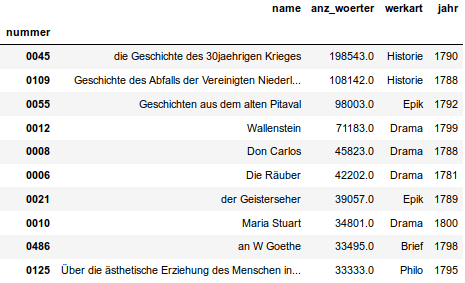 name anz_woerter werkart jahr
nummer
0045 die Geschichte des 30jaehrigen Krieges 198543.0 Historie 1790
0109 Geschichte des Abfalls der Vereinigten Niederl... 108142.0 Historie 1788
0055 Geschichten aus dem alten Pitaval 98003.0 Epik 1792
0012 Wallenstein 71183.0 Drama 1799
0008 Don Carlos 45823.0 Drama 1788
0006 Die Räuber 42202.0 Drama 1781
0021 der Geisterseher 39057.0 Epik 1789
0010 Maria Stuart 34801.0 Drama 1800
0486 an W Goethe 33495.0 Brief 1798
0125 Über die ästhetische Erziehung des Menschen in... 33333.0 Philo 1795